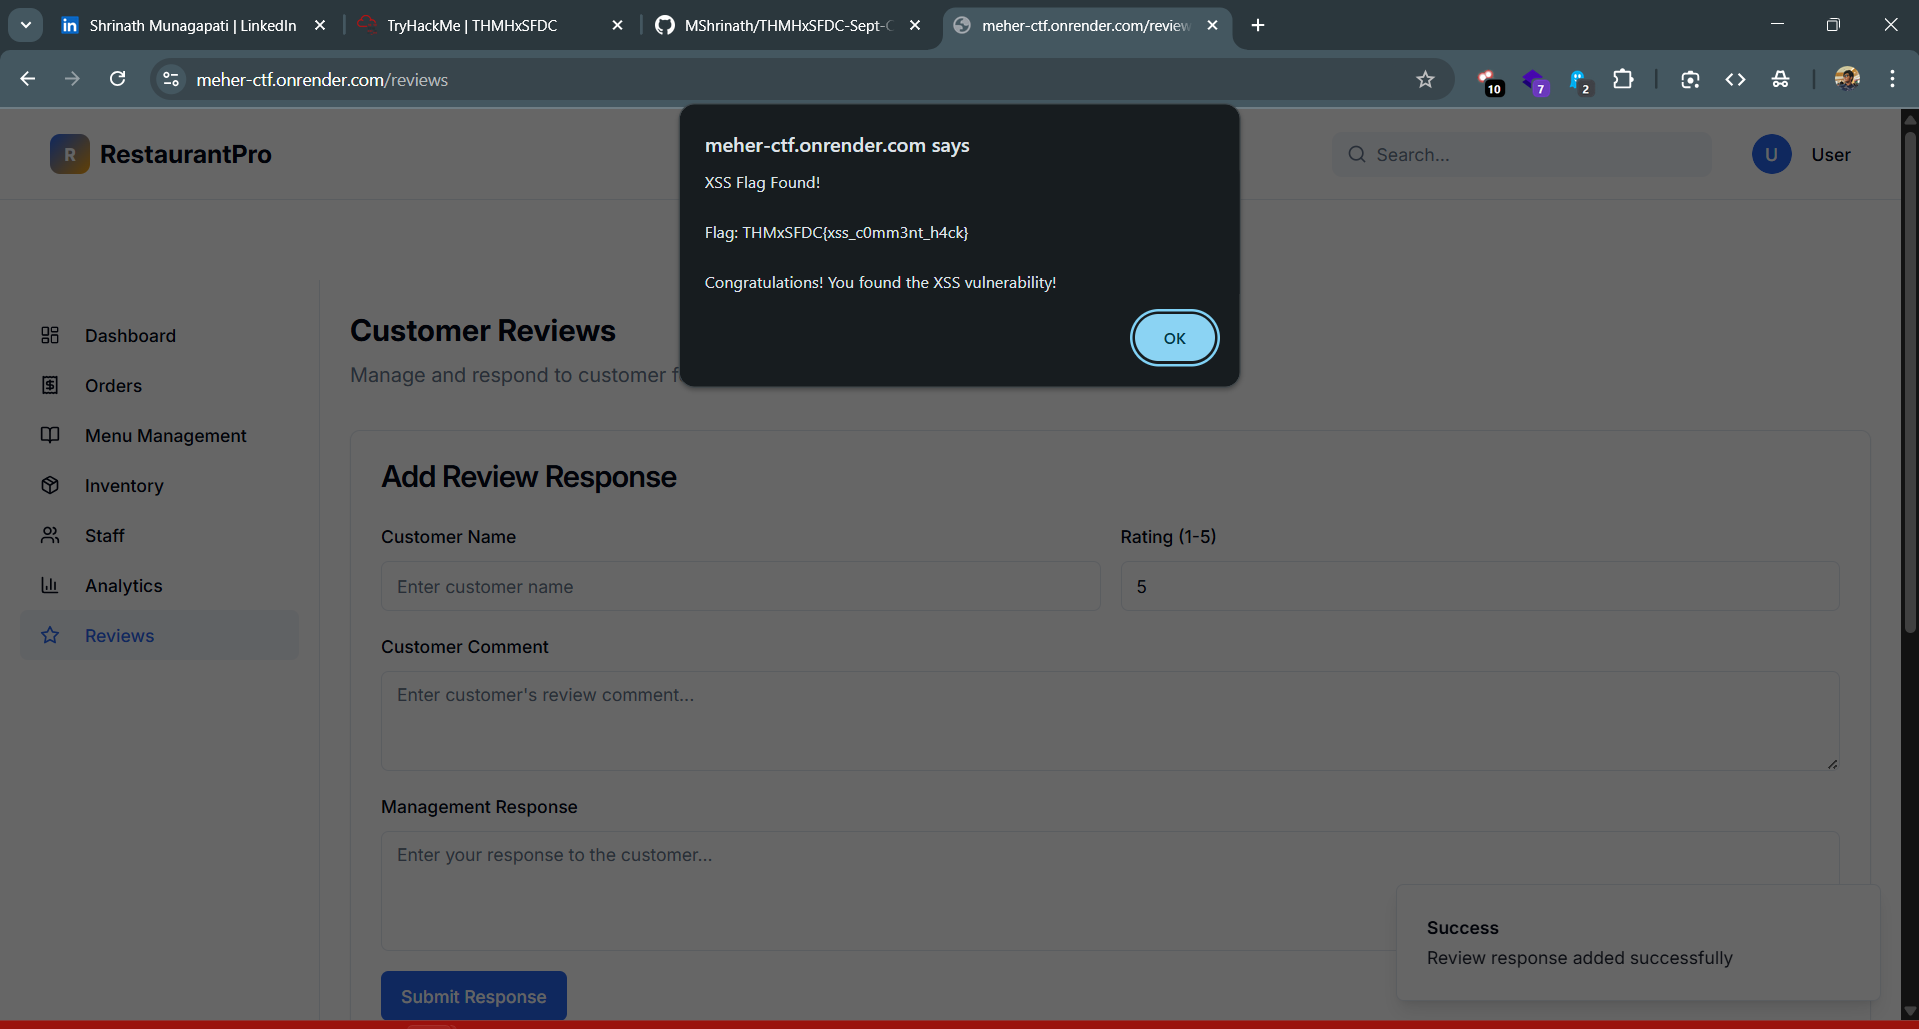 Shrinath Munagapati | LinkedIn
TryHackMe | THMHxSFDC
MShrinath/THMHxSFDC-Sept-C
meher-ctf.onrender.com/review
meher-ctf.onrender.com/reviews
10
7
2
R
RestaurantPro
Search...
U
User
meher-ctf.onrender.com says
XSS Flag Found!
Flag: THMxSFDC{xss_c0mm3nt_h4ck}
Congratulations! You found the XSS vulnerability!
OK
Dashboard
Orders
Menu Management
Inventory
Staff
Analytics
Reviews
Customer Reviews
Manage and respond to customer f
Add Review Response
Customer Name
Rating (1-5)
Enter customer name
5
Customer Comment
Enter customer's review comment...
Management Response
Enter your response to the customer...
Submit Response
Success
Review response added successfully